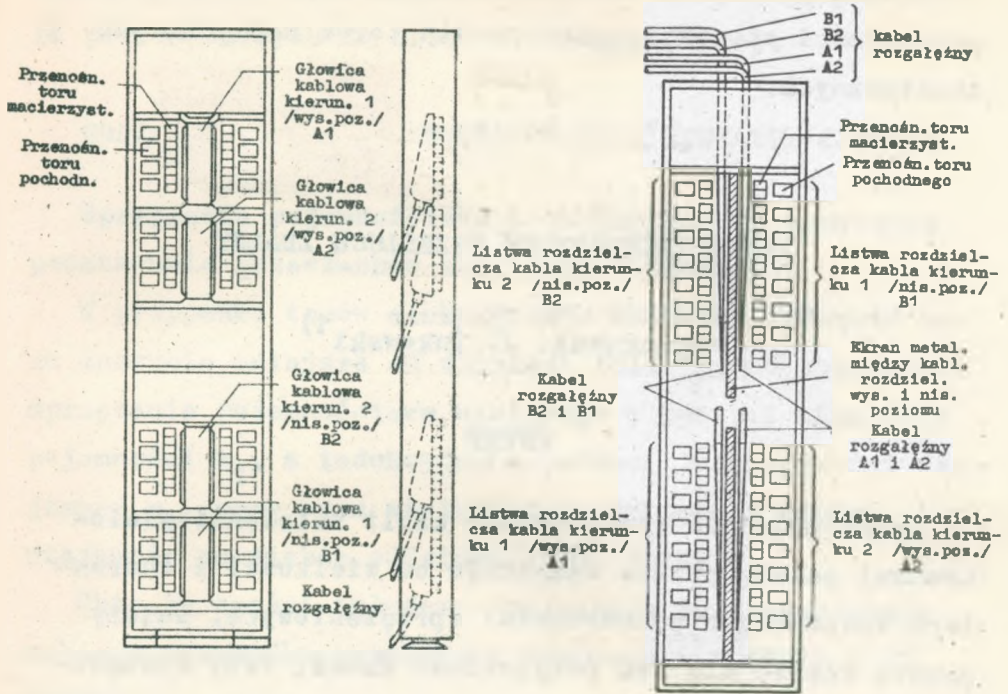 Przenośn.
toru
macierzyst.
Przenośn.
toru
pochodn.
Głowica
kablowa
kierun. 1
/wys.poz./
A1
Głowica
kablowa
kierun. 2
/wys.poz./
A2
Głowica
kablowa
kierun. 2
/nis.poz./
B2
Głowica
kablowa
kierun. 1
/nis.poz./
B1
Kabel
rozgałęźny
B1
B2
A1
A2
kabel
rozgałęźny
Przenośn.toru
macierzyst.
Przenośn.toru
pochodnego
Listwa rozdziel-
cza kabla kierun-
ku 2 /nis.poz./
B2
Listwa rozdziel-
cza kabla kierun-
ku 1 /nis.poz./
B1
Kabel
rozgałęźny
B2 i B1
Ekran metal.
między kabl.
rozdziel.
wys. i nis.
poziomu
Kabel
rozgałęźny
A1 i A2
Listwa rozdziel-
cza kabla kierun-
ku 1 /wys.poz./
A1
Listwa rozdziel-
cza kabla kierun-
ku 2 /wys.poz./
A2